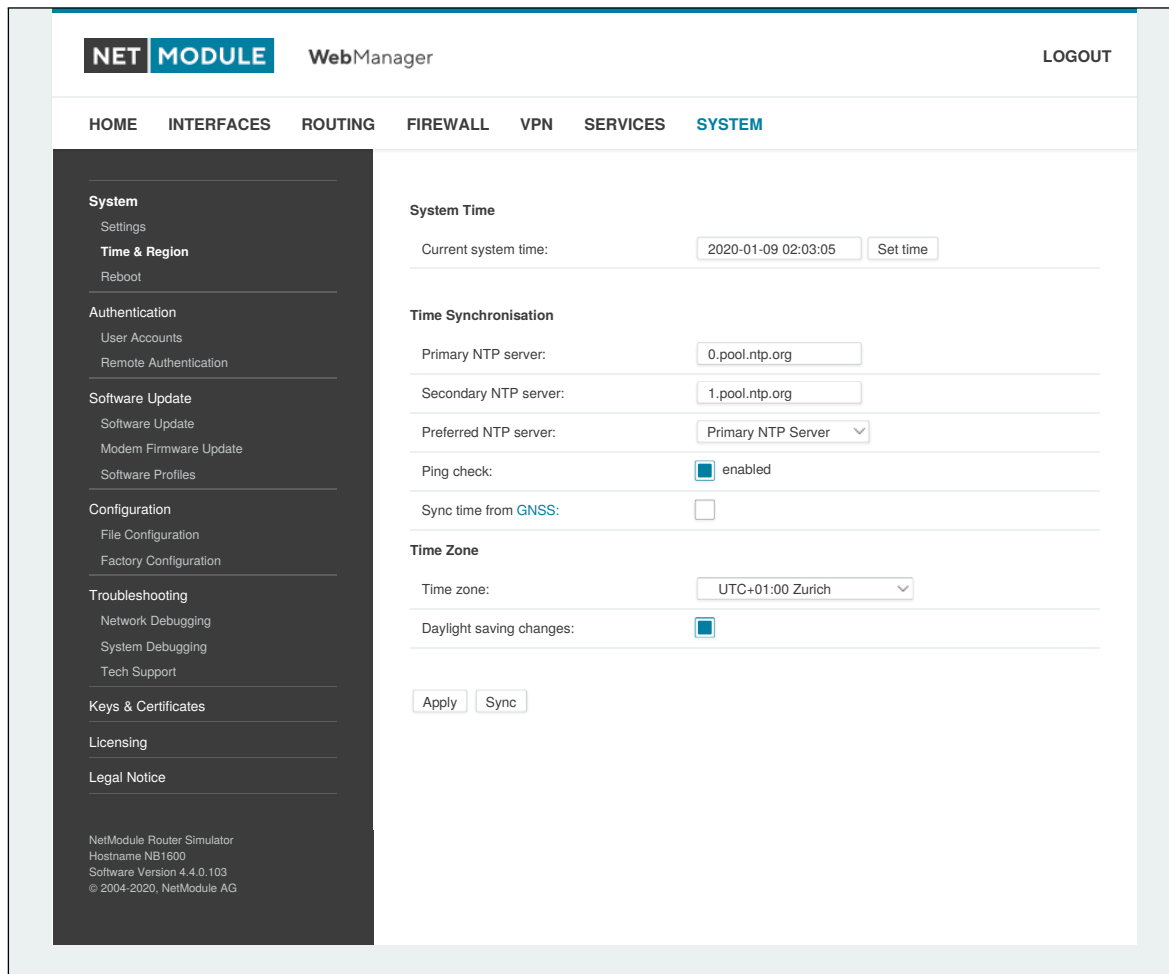 NET MODULE WebManager LOGOUT
HOME INTERFACES ROUTING FIREWALL VPN SERVICES SYSTEM
System
Settings
Time & Region
Reboot
Authentication
User Accounts
Remote Authentication
Software Update
Software Update
Modem Firmware Update
Software Profiles
Configuration
File Configuration
Factory Configuration
Troubleshooting
Network Debugging
System Debugging
Tech Support
Keys & Certificates
Licensing
Legal Notice
NetModule Router Simulator
Hostname NB1600
Software Version 4.4.0.103
© 2004-2020, NetModule AG
System Time
Current system time: 2020-01-09 02:03:05 Set time
Time Synchronisation
Primary NTP server: 0.pool.ntp.org
Secondary NTP server: 1.pool.ntp.org
Preferred NTP server: Primary NTP Server
Ping check: enabled
Sync time from GNSS:
Time Zone
Time zone: UTC+01:00 Zurich
Daylight saving changes:
Apply Sync